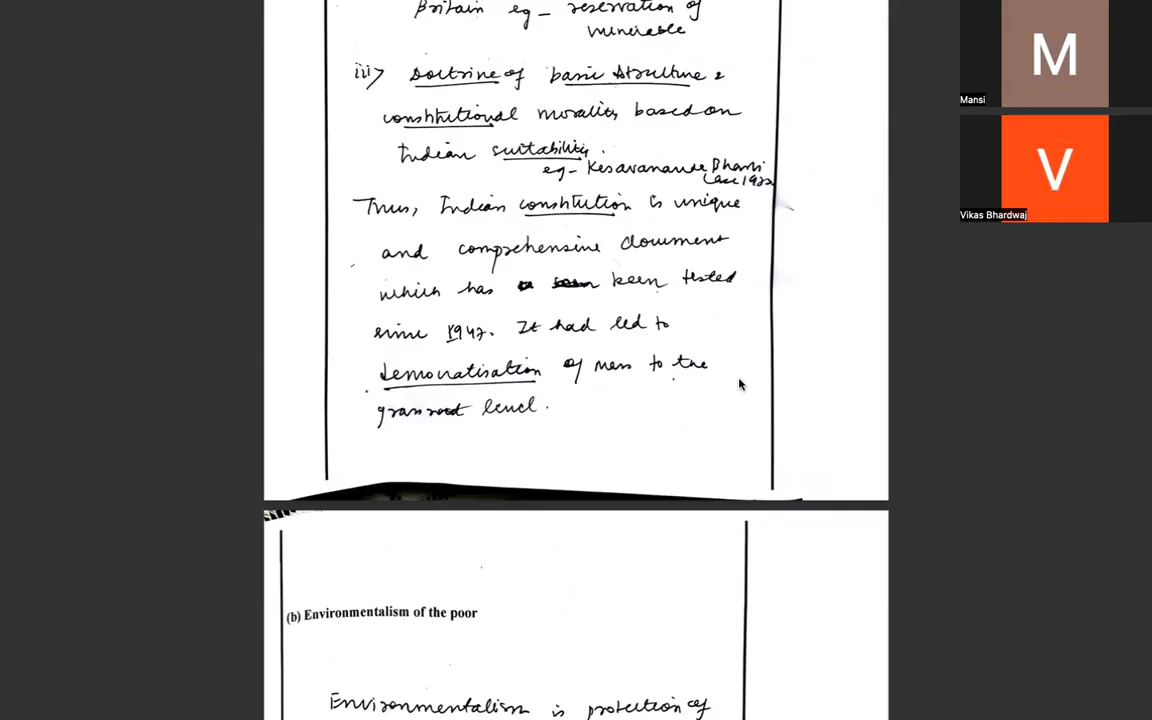 Britain eg - reservation of
vulnerable
iii> Doctrine of basic structure &
constitutional morality based on
Indian suitability.
eg- Kesavananda Bharti
Case 1973
Thus, Indian constitution is unique
and comprehensive document
which has been tested
since 1947. It had led to
democratisation of mass to the
grassroot level.
(b) Environmentalism of the poor
Environmentalism is protection of
M
Mansi
V
Vikas Bhardwaj